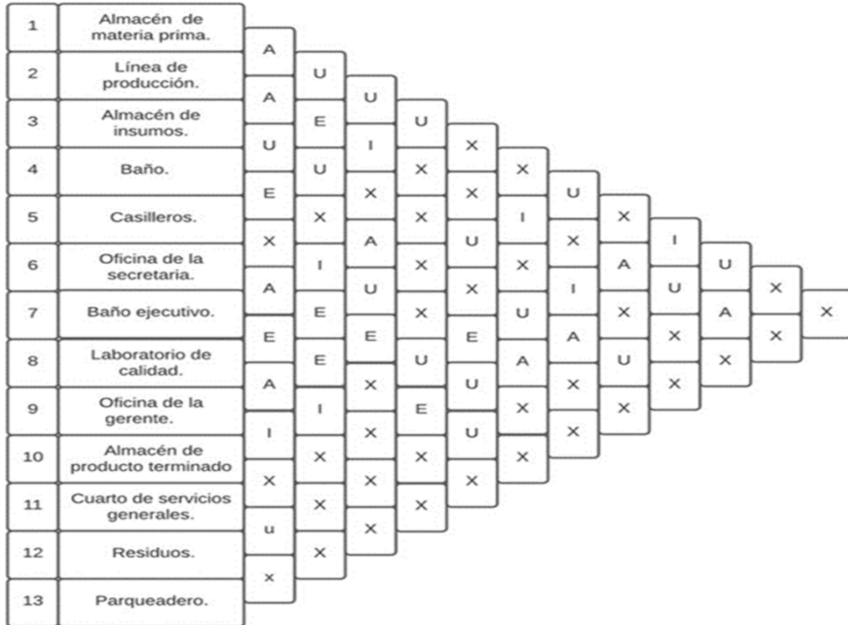 1 Almacén de
materia prima.
A
2 Línea de
producción. U
A U
3 Almacén de
insumos. E U
U I X
4 Baño. U X X
E X X U
5 Casilleros. X X I X
X A U X I
6 Oficina de la
secretaria. I X X A U
A U X I U X
7 Baño ejecutivo. E X U X A X
E E E A X X
8 Laboratorio de
calidad. E U A U X
A X U X X
9 Oficina de la
gerente. I E X X
I X U X
10 Almacén de
producto terminado X X X
X X X
11 Cuarto de servicios
generales. X X
u X
12 Residuos. X
x
13 Parqueadero.